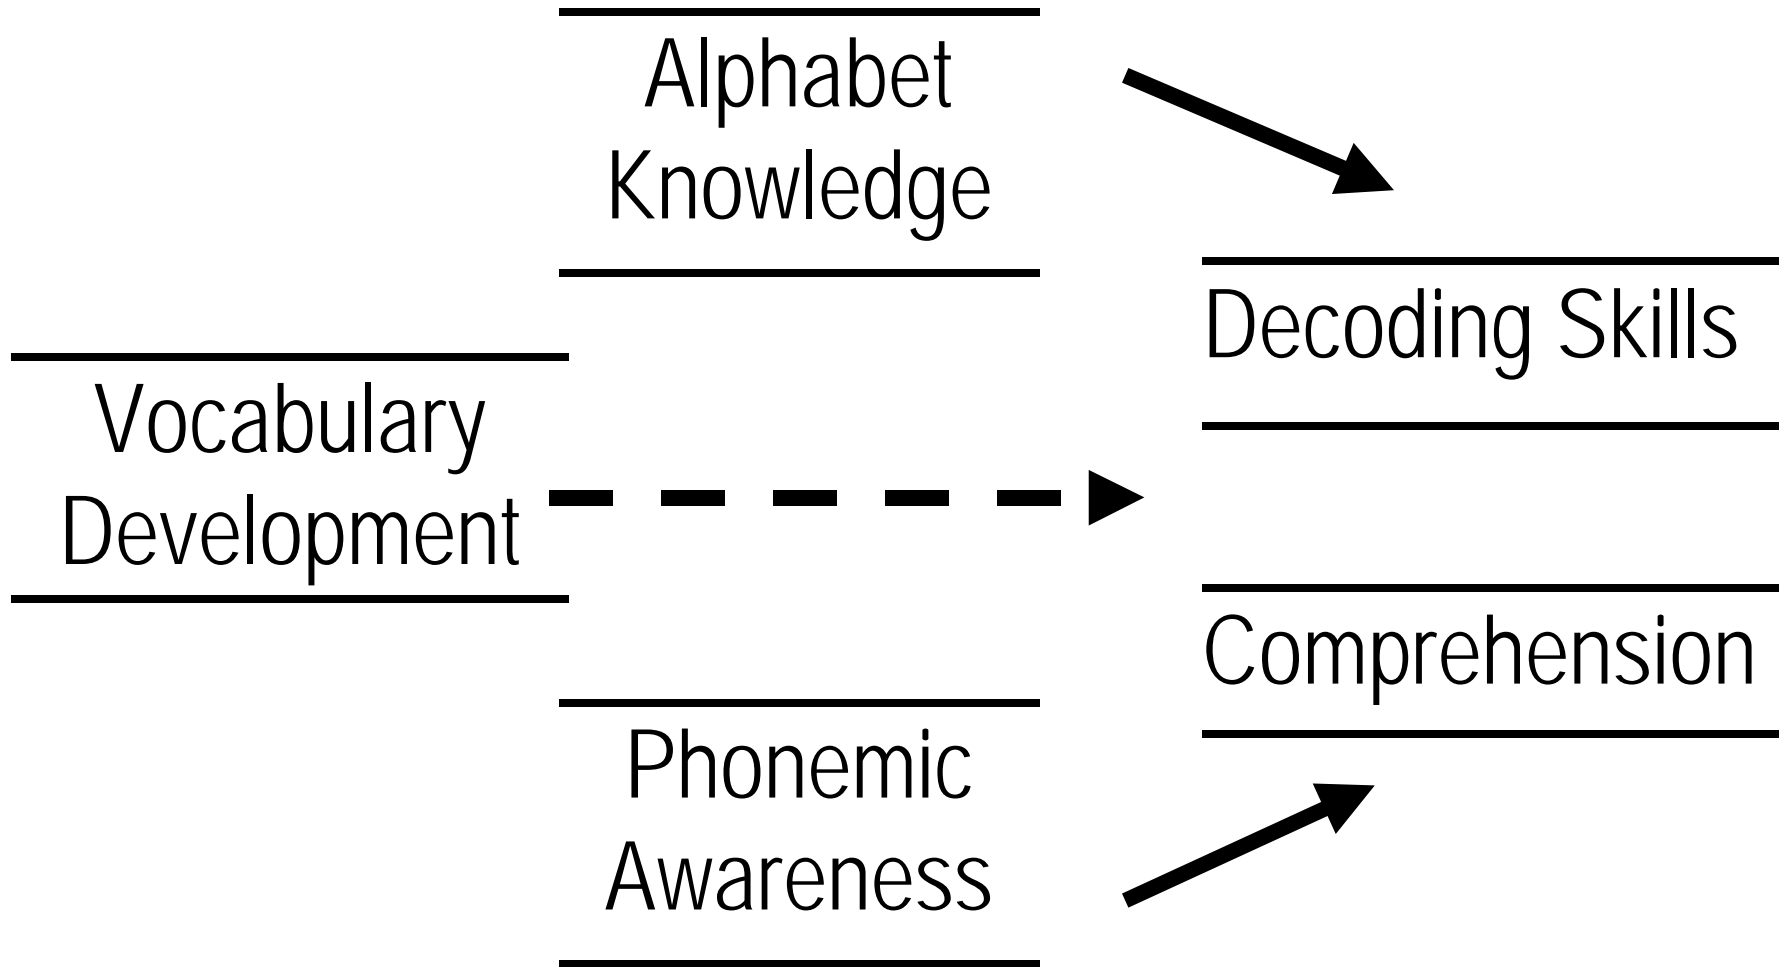 Alphabet
Knowledge
Decoding Skills
Vocabulary
Development
Comprehension
Phonemic
Awareness